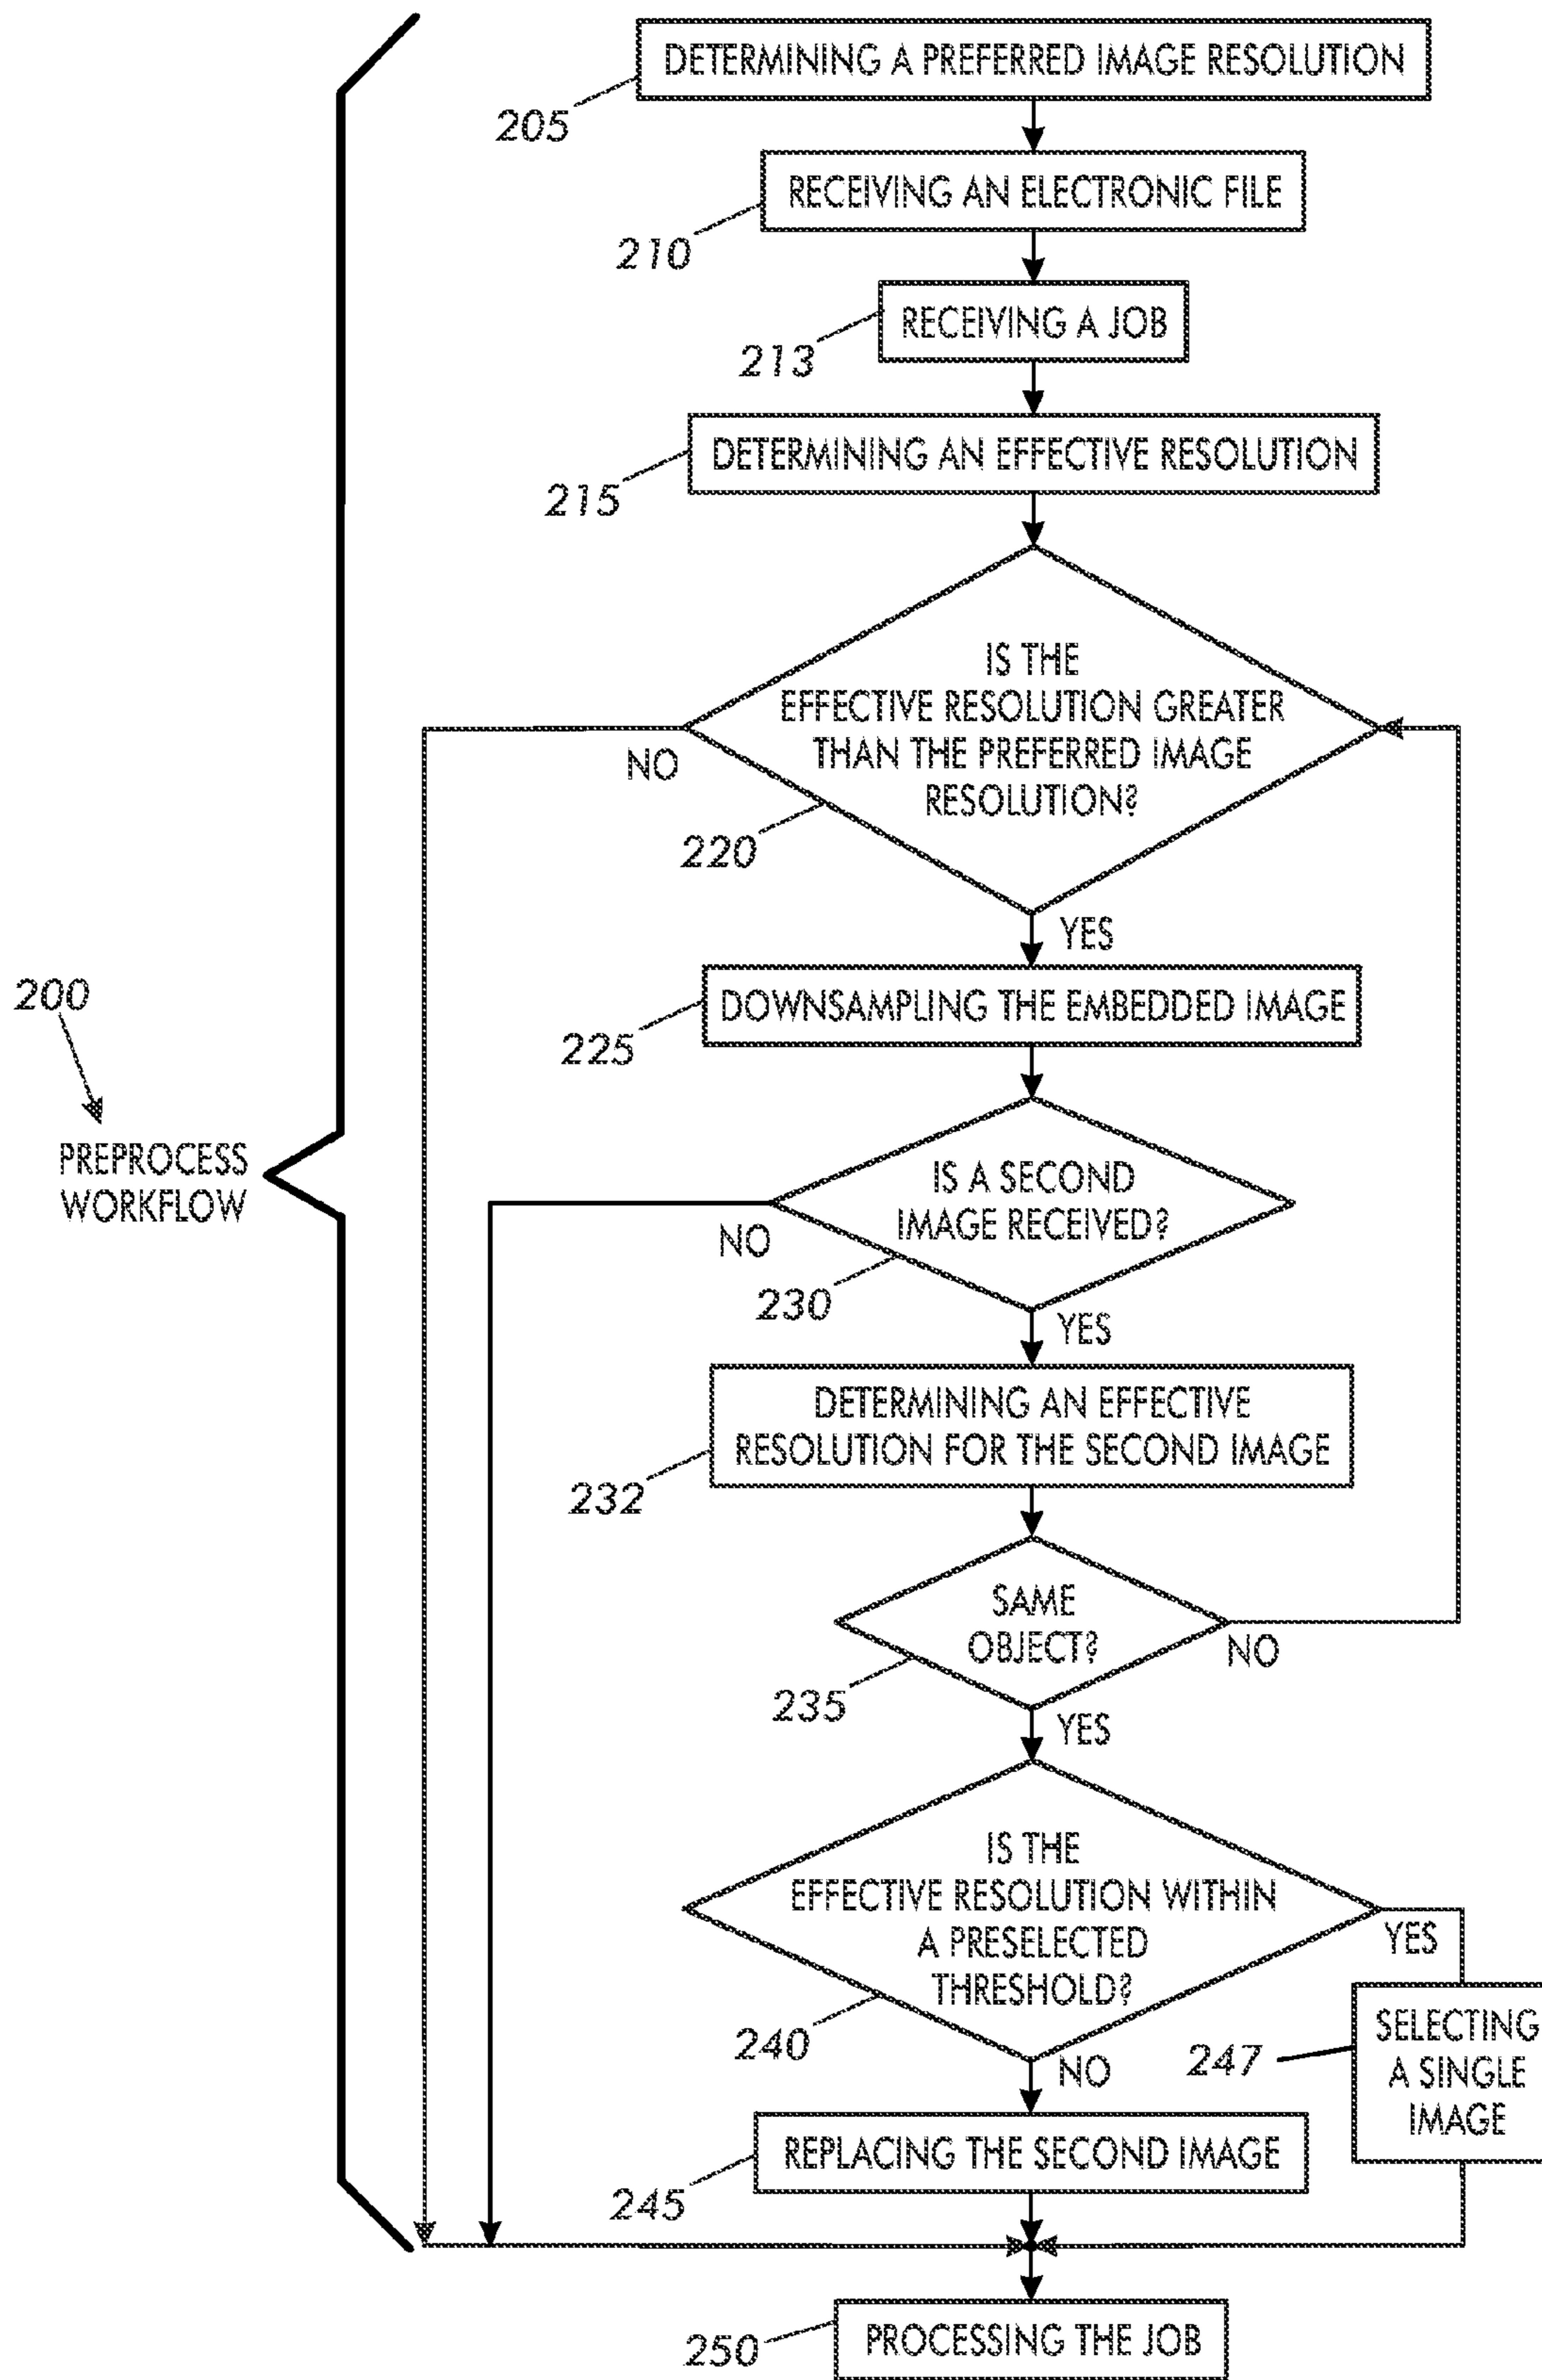 DETERMINING A PREFERRED IMAGE RESOLUTION
205
RECEIVING AN ELECTRONIC FILE
210
RECEIVING A JOB
213
DETERMINING AN EFFECTIVE RESOLUTION
215
IS THE
EFFECTIVE RESOLUTION GREATER
THAN THE PREFERRED IMAGE
RESOLUTION?
NO
220
YES
DOWNSAMPLING THE EMBEDDED IMAGE
225
200
PREPROCESS
WORKFLOW
IS A SECOND
IMAGE RECEIVED?
NO
230
YES
DETERMINING AN EFFECTIVE
RESOLUTION FOR THE SECOND IMAGE
232
SAME
OBJECT?
NO
235
YES
IS THE
EFFECTIVE RESOLUTION WITHIN
A PRESELECTED
THRESHOLD?
YES
240
NO
247
SELECTING
A SINGLE
IMAGE
REPLACING THE SECOND IMAGE
245
PROCESSING THE JOB
250